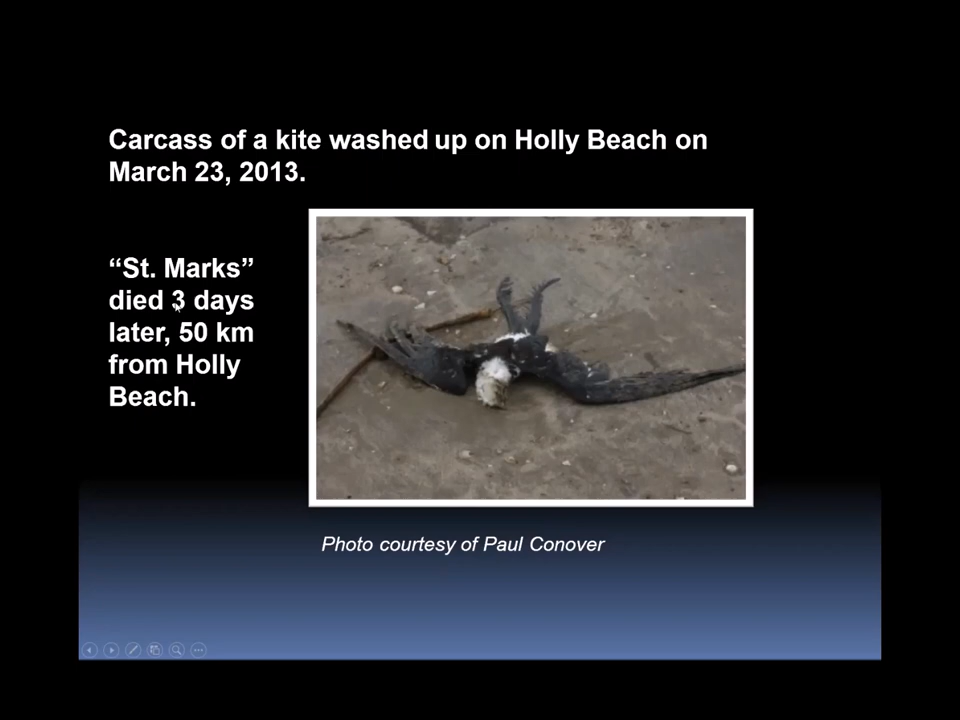 Carcass of a kite washed up on Holly Beach on
March 23, 2013.
“St. Marks”
died 3 days
later, 50 km
from Holly
Beach.
Photo courtesy of Paul Conover